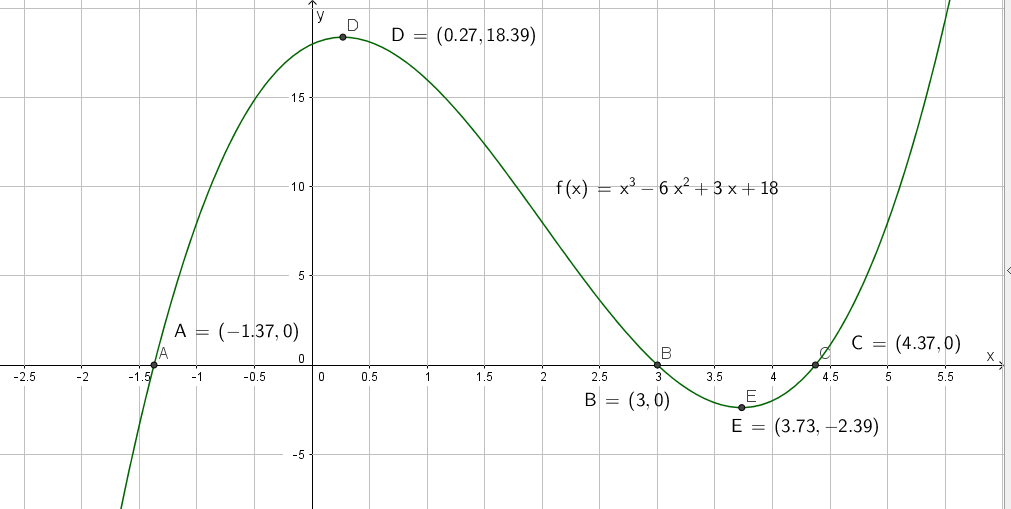 y
D
D = (0.27, 18.39)
15
10
f(x) = x³ − 6 x² + 3 x + 18
5
A = (−1.37, 0)
A
0
B
C
C = (4.37, 0)
x
-2.5 -2 -1.5 -1 -0.5 0 0.5 1 1.5 2 2.5 3 3.5 4 4.5 5 5.5
B = (3, 0)
E
E = (3.73, −2.39)
-5